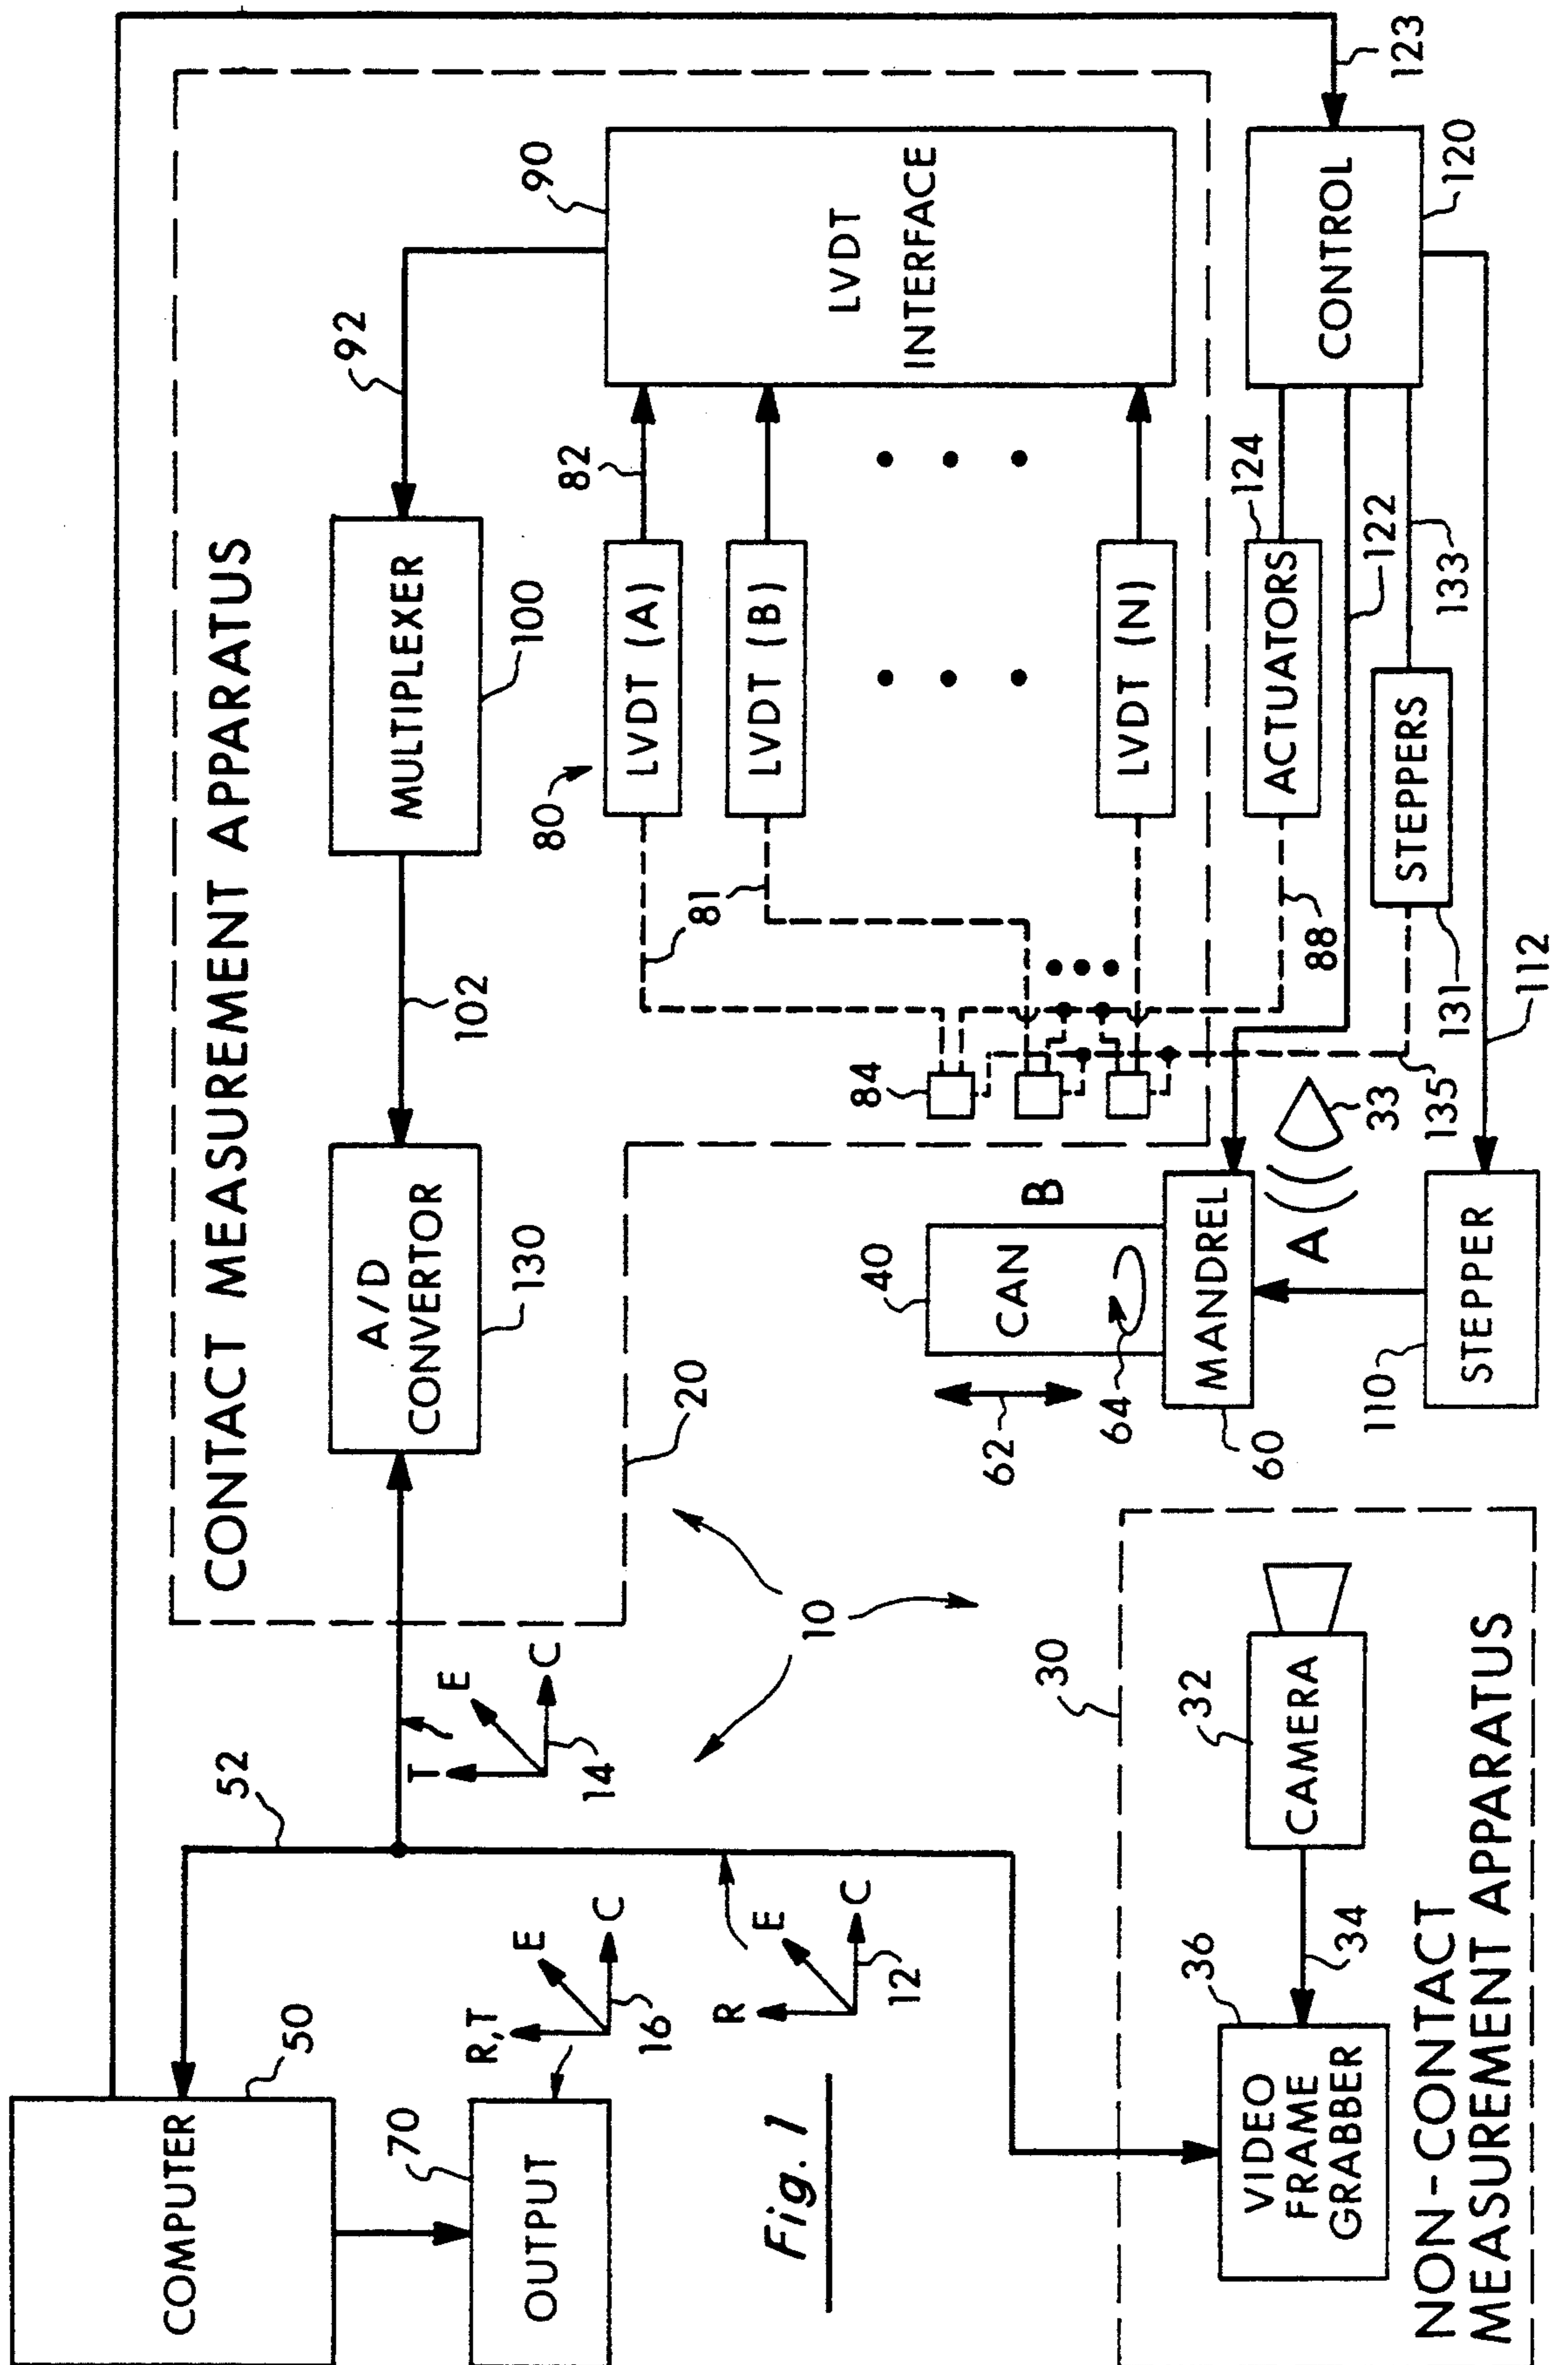 CONTACT MEASUREMENT APPARATUS
COMPUTER
50
52
OUTPUT
70
R,T
E
C
16
R
E
C
12
T
E
C
14
10
Fig. 1
A/D
CONVERTOR
130
102
MULTIPLEXER
100
92
20
80
LVDT (A)
LVDT (B)
LVDT (N)
81
82
LVDT
INTERFACE
90
84
123
CONTROL
120
ACTUATORS
124
88
122
STEPPERS
131
133
135
112
CAN
40
B
62
64
MANDREL
60
A
33
STEPPER
110
30
CAMERA
32
34
VIDEO
FRAME
GRABBER
36
NON-CONTACT
MEASUREMENT APPARATUS